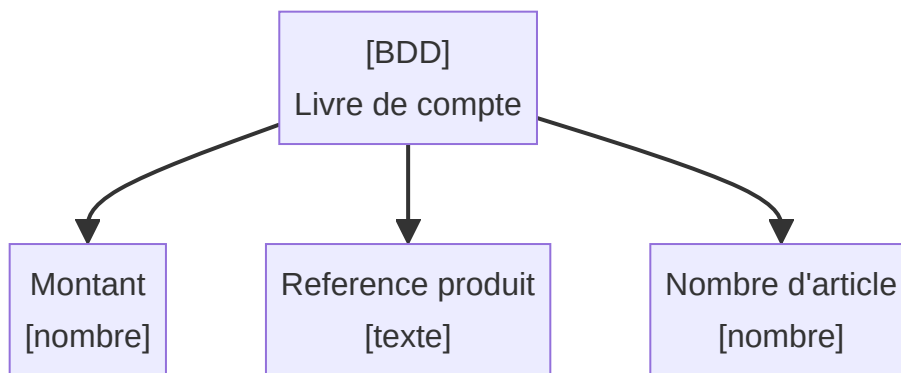 [BDD]
Livre de compte
Montant
[nombre]
Reference produit
[texte]
Nombre d'article
[nombre]